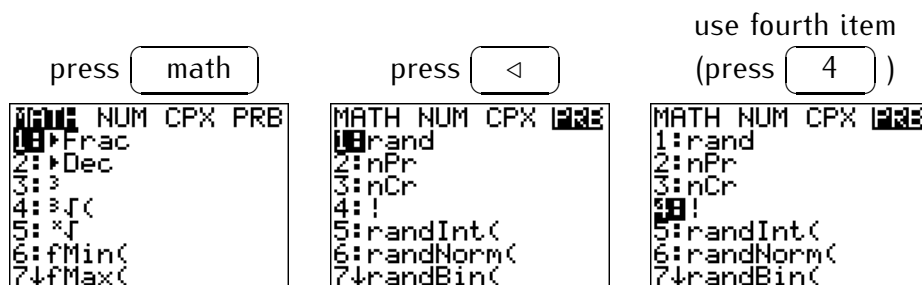 press math
press ◁
use fourth item
(press 4 )
MATH NUM CPX PRB
1:▸Frac
2:▸Dec
3:³
4:³√(
5:ˣ√
6:fMin(
7↓fMax(
MATH NUM CPX PRB
1:rand
2:nPr
3:nCr
4:!
5:randInt(
6:randNorm(
7↓randBin(
MATH NUM CPX PRB
1:rand
2:nPr
3:nCr
4:!
5:randInt(
6:randNorm(
7↓randBin(